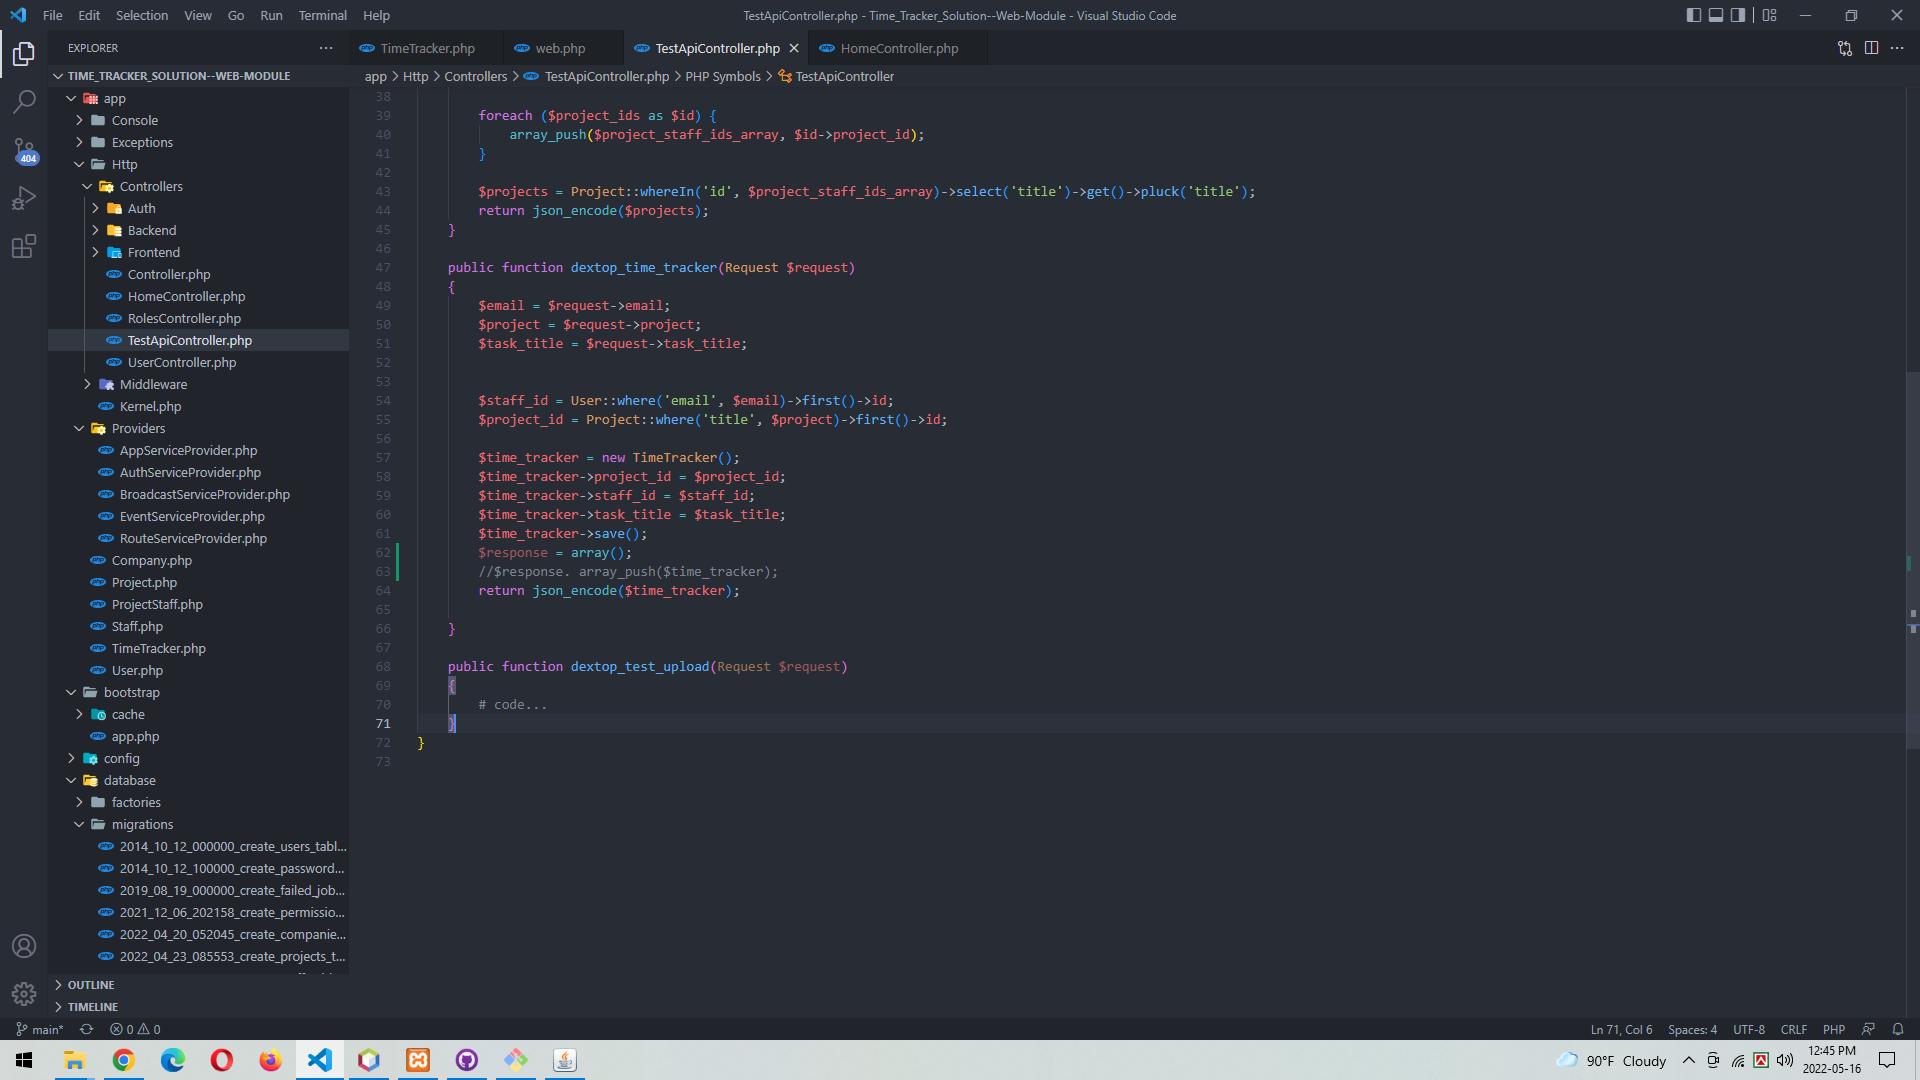 File Edit Selection View Go Run Terminal Help
TestApiController.php - Time_Tracker_Solution--Web-Module - Visual Studio Code
EXPLORER
TimeTracker.php
web.php
TestApiController.php
HomeController.php
TIME_TRACKER_SOLUTION--WEB-MODULE
app > Http > Controllers > TestApiController.php > PHP Symbols > TestApiController
app
Console
Exceptions
Http
Controllers
Auth
Backend
Frontend
Controller.php
HomeController.php
RolesController.php
TestApiController.php
UserController.php
Middleware
Kernel.php
Providers
AppServiceProvider.php
AuthServiceProvider.php
BroadcastServiceProvider.php
EventServiceProvider.php
RouteServiceProvider.php
Company.php
Project.php
ProjectStaff.php
Staff.php
TimeTracker.php
User.php
bootstrap
cache
app.php
config
database
factories
migrations
2014_10_12_000000_create_users_tabl...
2014_10_12_100000_create_password...
2019_08_19_000000_create_failed_job...
2021_12_06_202158_create_permissio...
2022_04_20_052045_create_companie...
2022_04_23_085553_create_projects_t...
OUTLINE
TIMELINE
404
38
39 foreach ($project_ids as $id) {
40 array_push($project_staff_ids_array, $id->project_id);
41 }
42
43 $projects = Project::whereIn('id', $project_staff_ids_array)->select('title')->get()->pluck('title');
44 return json_encode($projects);
45 }
46
47 public function dextop_time_tracker(Request $request)
48 {
49 $email = $request->email;
50 $project = $request->project;
51 $task_title = $request->task_title;
52
53
54 $staff_id = User::where('email', $email)->first()->id;
55 $project_id = Project::where('title', $project)->first()->id;
56
57 $time_tracker = new TimeTracker();
58 $time_tracker->project_id = $project_id;
59 $time_tracker->staff_id = $staff_id;
60 $time_tracker->task_title = $task_title;
61 $time_tracker->save();
62 $response = array();
63 //$response. array_push($time_tracker);
64 return json_encode($time_tracker);
65
66 }
67
68 public function dextop_test_upload(Request $request)
69 {
70 # code...
71 }
72 }
73
main* 0 0
Ln 71, Col 6 Spaces: 4 UTF-8 CRLF PHP
90°F Cloudy
12:45 PM
2022-05-16